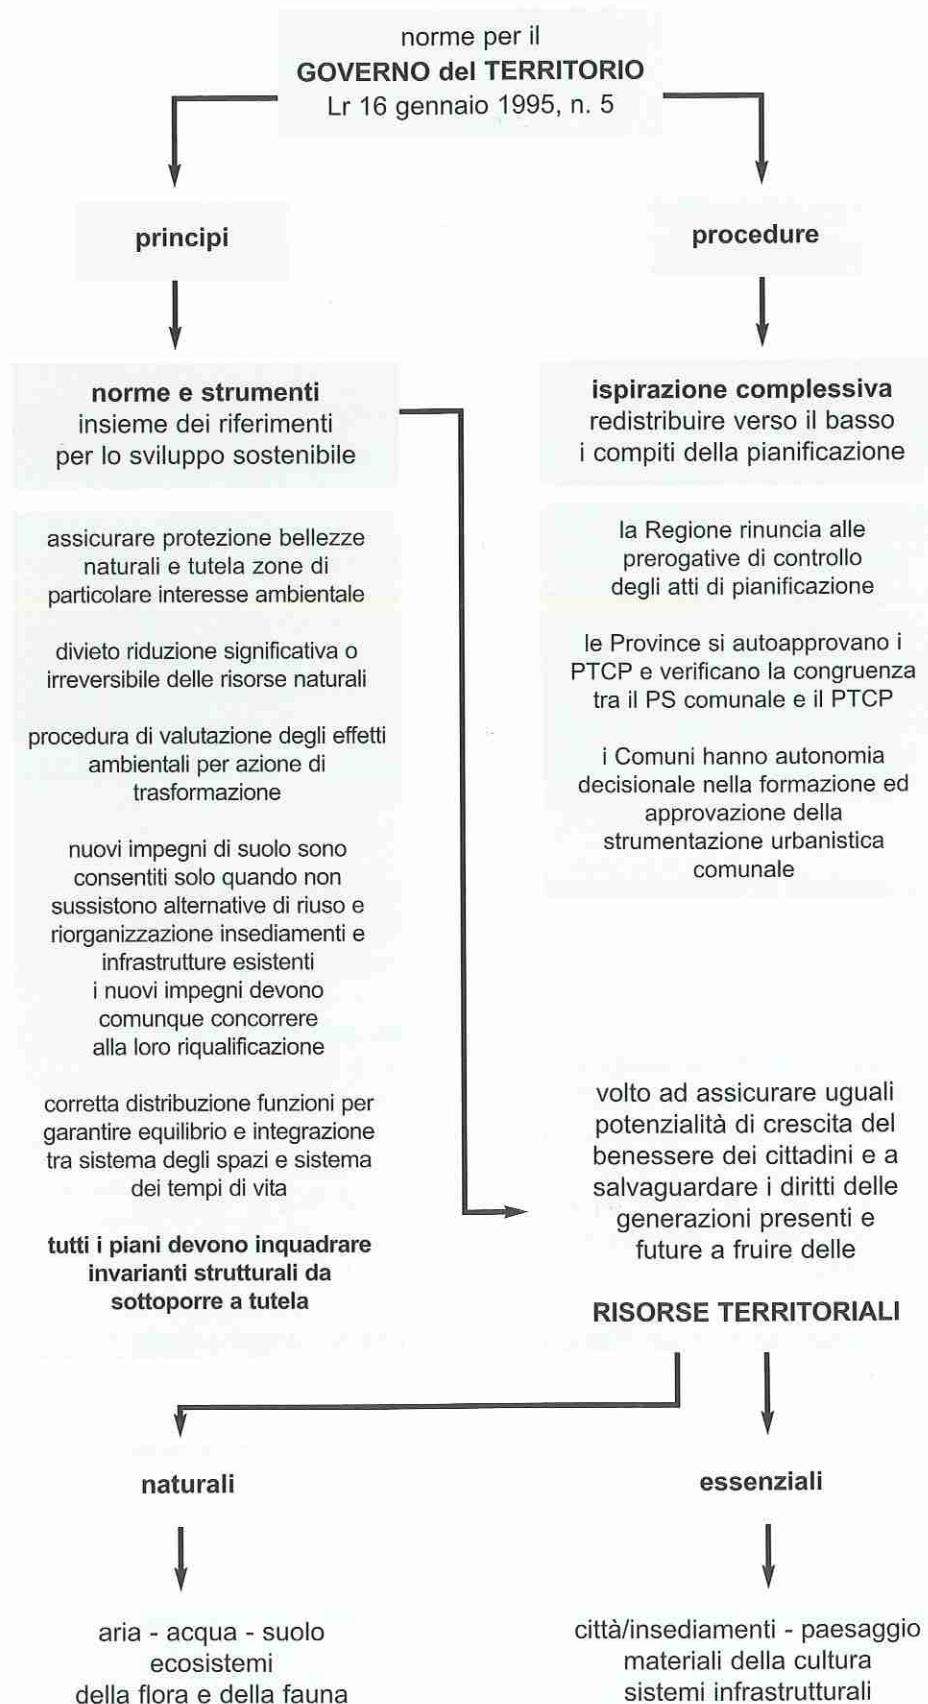 norme per il
GOVERNO del TERRITORIO
Lr 16 gennaio 1995, n. 5
principi
norme e strumenti
insieme dei riferimenti
per lo sviluppo sostenibile
assicurare protezione bellezze
naturali e tutela zone di
particolare interesse ambientale
divieto riduzione significativa o
irreversibile delle risorse naturali
procedura di valutazione degli effetti
ambientali per azione di
trasformazione
nuovi impegni di suolo sono
consentiti solo quando non
sussistono alternative di riuso e
riorganizzazione insediamenti e
infrastrutture esistenti
i nuovi impegni devono
comunque concorrere
alla loro riqualificazione
corretta distribuzione funzioni per
garantire equilibrio e integrazione
tra sistema degli spazi e sistema
dei tempi di vita
tutti i piani devono inquadrare
invarianti strutturali da
sottoporre a tutela
procedure
ispirazione complessiva
redistribuire verso il basso
i compiti della pianificazione
la Regione rinuncia alle
prerogative di controllo
degli atti di pianificazione
le Province si autoapprovano i
PTCP e verificano la congruenza
tra il PS comunale e il PTCP
i Comuni hanno autonomia
decisionale nella formazione ed
approvazione della
strumentazione urbanistica
comunale
volto ad assicurare uguali
potenzialità di crescita del
benessere dei cittadini e a
salvaguardare i diritti delle
generazioni presenti e
future a fruire delle
RISORSE TERRITORIALI
naturali
aria - acqua - suolo
ecosistemi
della flora e della fauna
essenziali
città/insediamenti - paesaggio
materiali della cultura
sistemi infrastrutturali